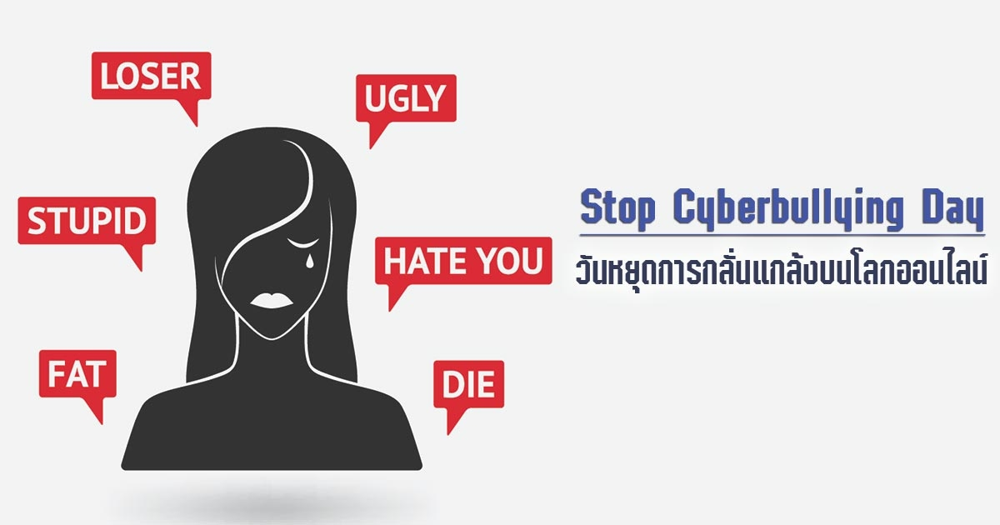 LOSER
UGLY
STUPID
HATE YOU
FAT
DIE
Stop Cyberbullying Day
วันหยุดการกลั่นแกล้งบนโลกออนไลน์